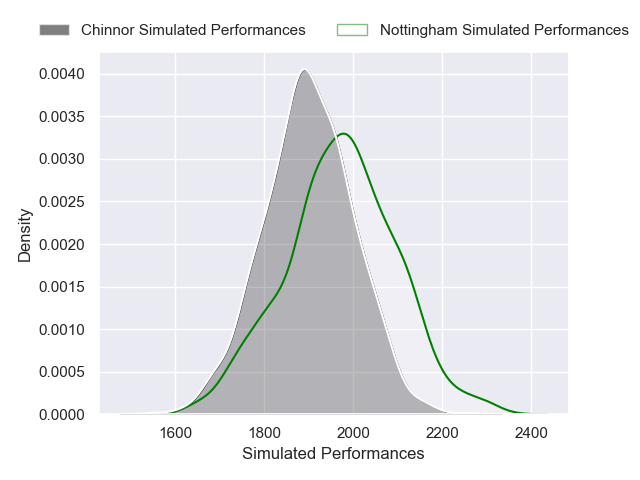 Chinnor Simulated Performances
Nottingham Simulated Performances
0.0040
0.0035
0.0030
0.0025
0.0020
0.0015
0.0010
0.0005
0.0000
Density
1600 1800 2000 2200 2400
Simulated Performances